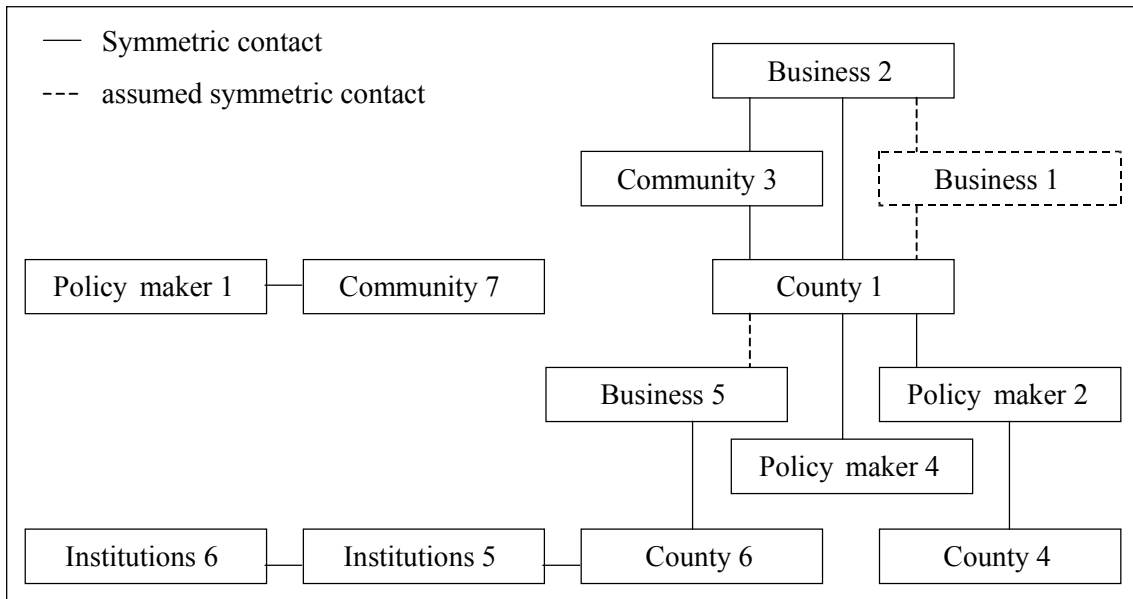 Symmetric contact
assumed symmetric contact
Business 2
Community 3
Business 1
Policy maker 1
Community 7
County 1
Business 5
Policy maker 2
Policy maker 4
Institutions 6
Institutions 5
County 6
County 4